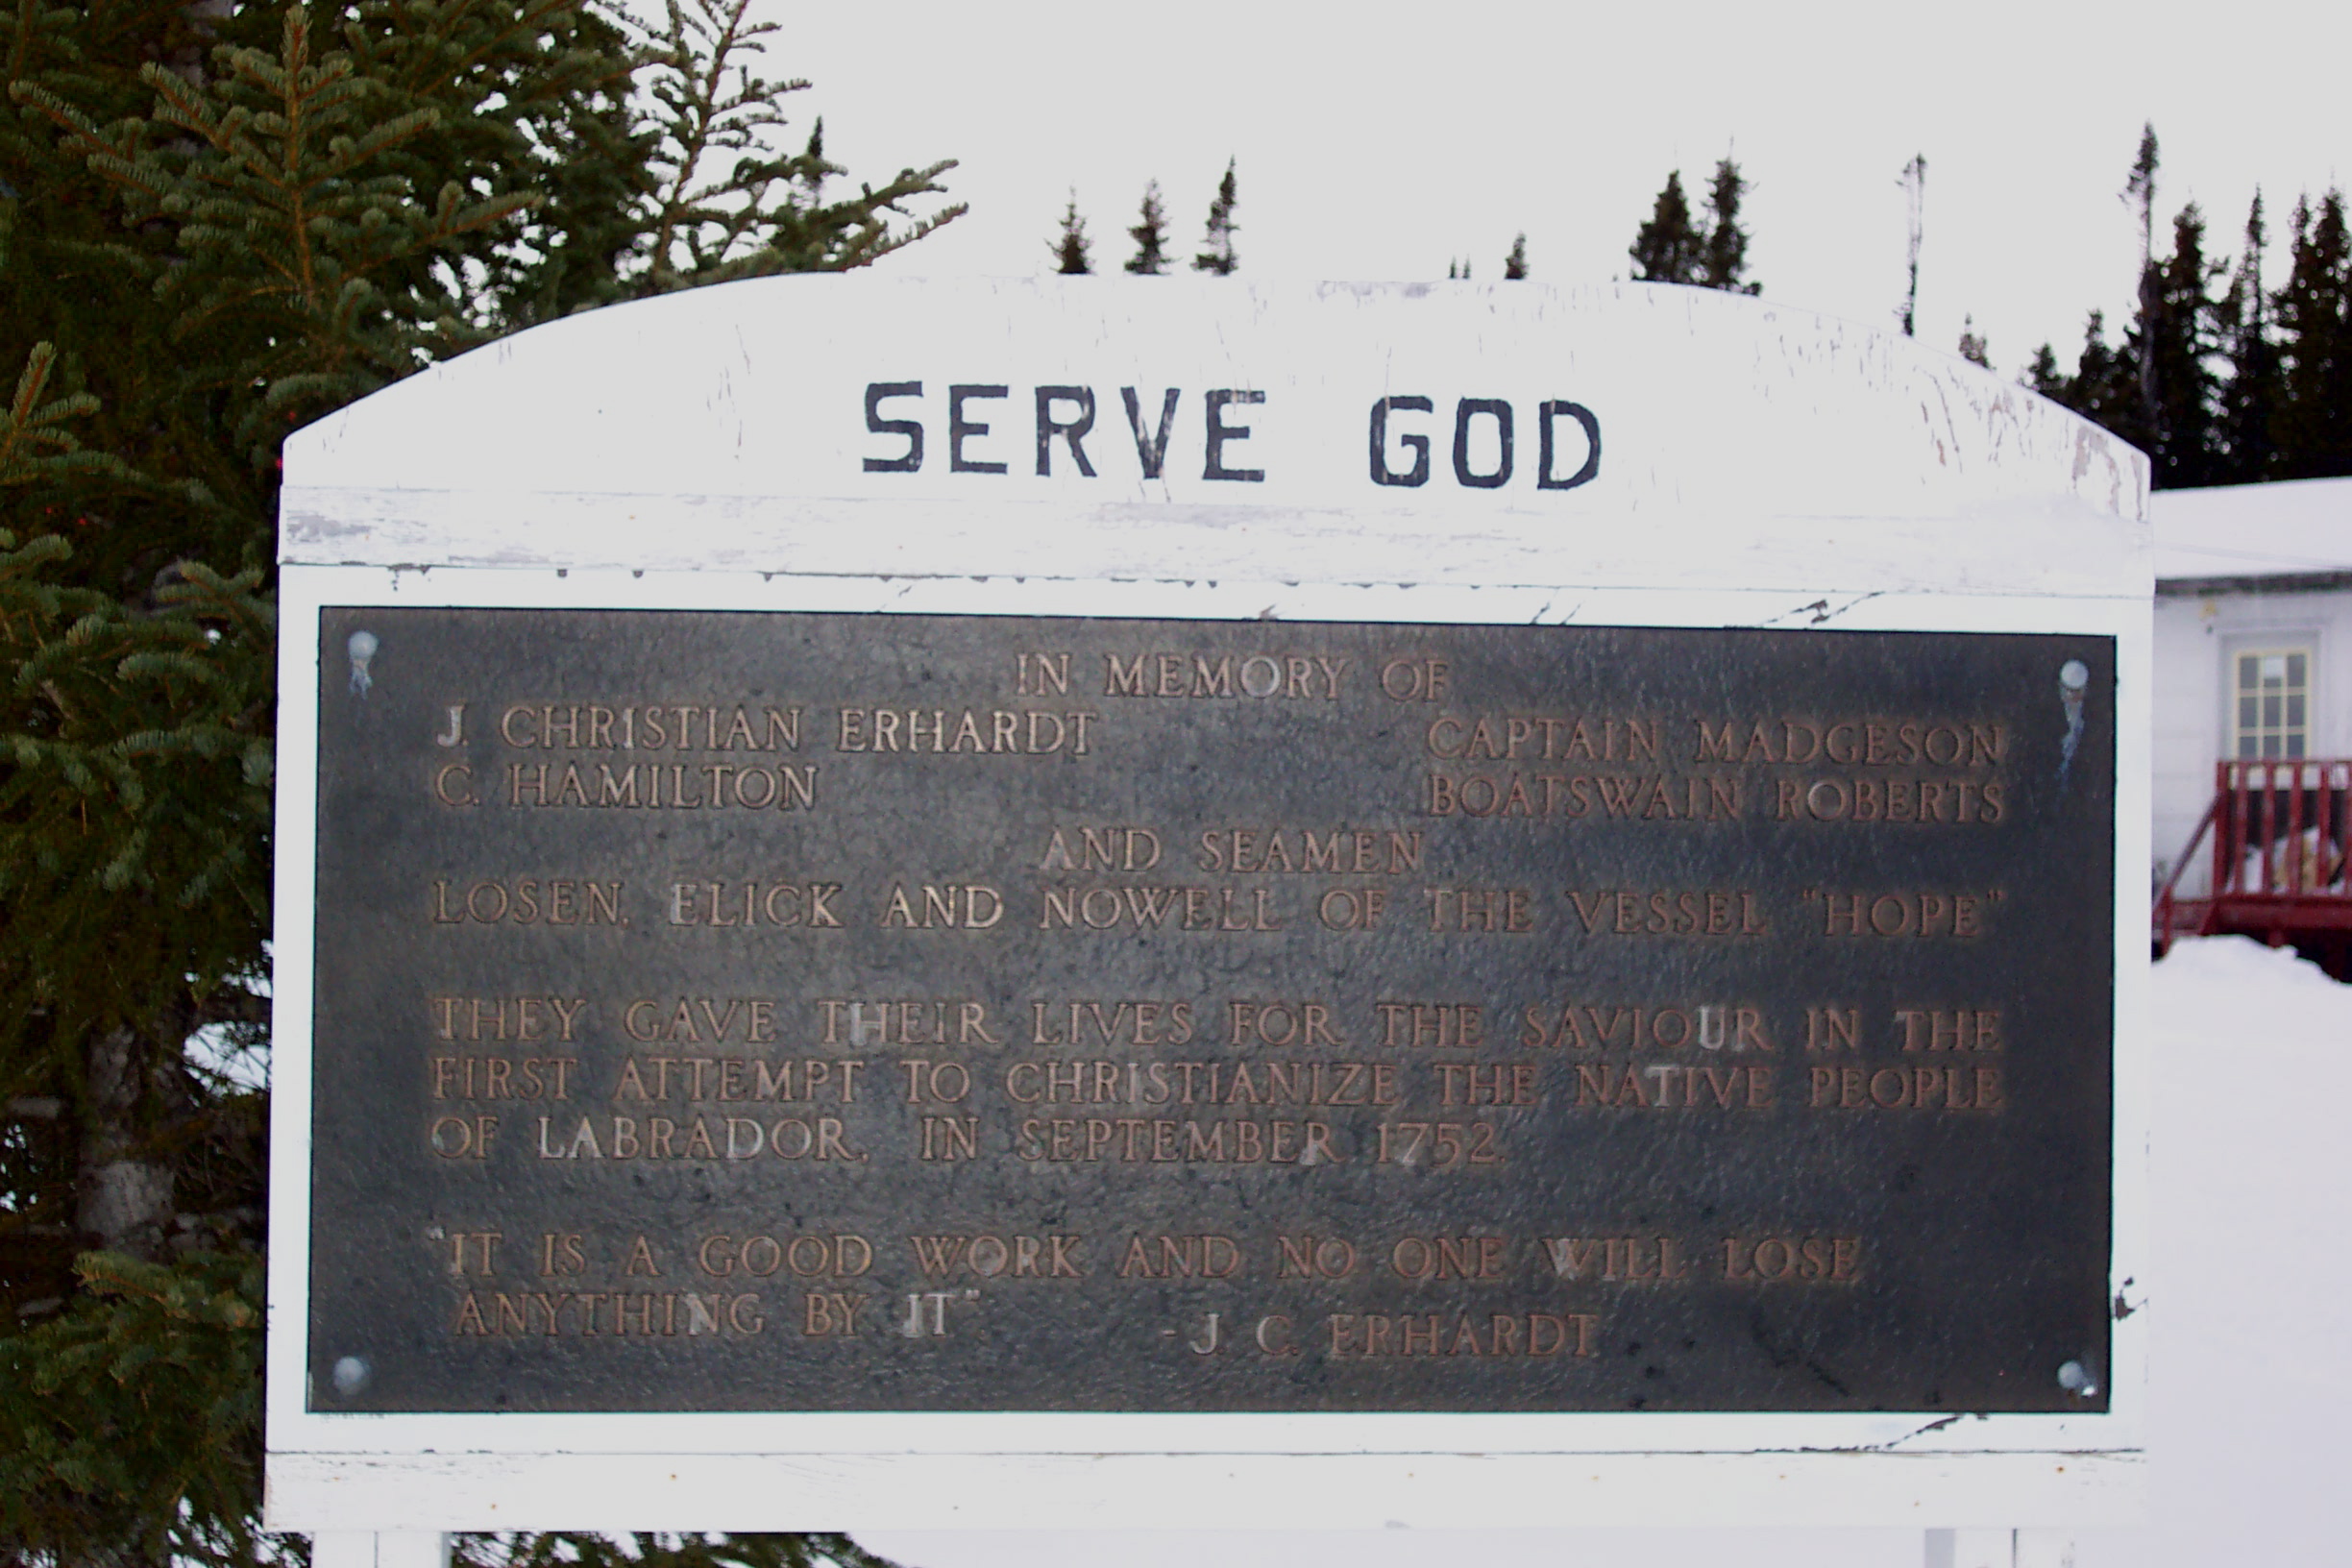 SERVE GOD
IN MEMORY OF
J. CHRISTIAN ERHARDT CAPTAIN MADGESON
C. HAMILTON BOATSWAIN ROBERTS
AND SEAMEN
LOSEN, ELICK AND NOWELL OF THE VESSEL "HOPE"
THEY GAVE THEIR LIVES FOR THE SAVIOUR IN THE
FIRST ATTEMPT TO CHRISTIANIZE THE NATIVE PEOPLE
OF LABRADOR, IN SEPTEMBER 1752.
"IT IS A GOOD WORK AND NO ONE WILL LOSE
ANYTHING BY IT".
- J. C. ERHARDT